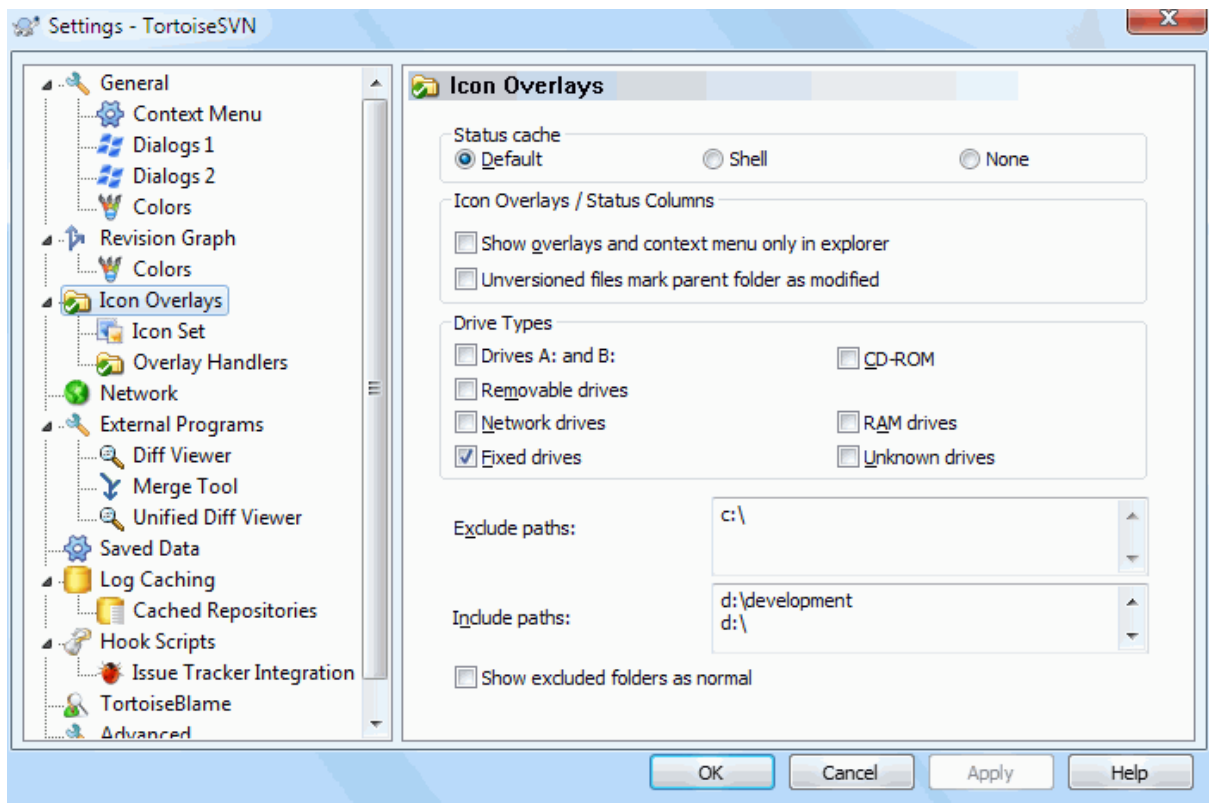 Settings - TortoiseSVN
General
Context Menu
Dialogs 1
Dialogs 2
Colors
Revision Graph
Colors
Icon Overlays
Icon Set
Overlay Handlers
Network
External Programs
Diff Viewer
Merge Tool
Unified Diff Viewer
Saved Data
Log Caching
Cached Repositories
Hook Scripts
Issue Tracker Integration
TortoiseBlame
Advanced
Icon Overlays
Status cache
Default
Shell
None
Icon Overlays / Status Columns
Show overlays and context menu only in explorer
Unversioned files mark parent folder as modified
Drive Types
Drives A: and B:
CD-ROM
Removable drives
Network drives
RAM drives
Fixed drives
Unknown drives
Exclude paths:
c:\
Include paths:
d:\development
d:\
Show excluded folders as normal
OK
Cancel
Apply
Help